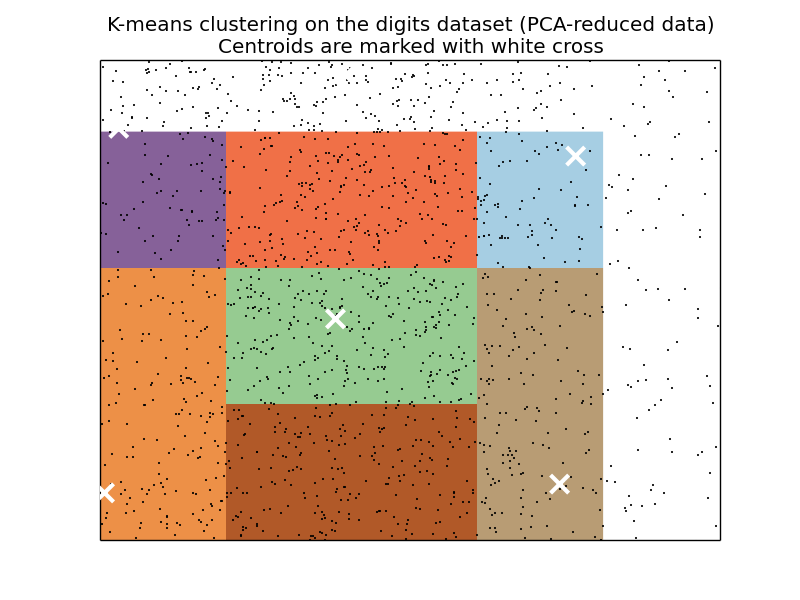 K-means clustering on the digits dataset (PCA-reduced data)
Centroids are marked with white cross